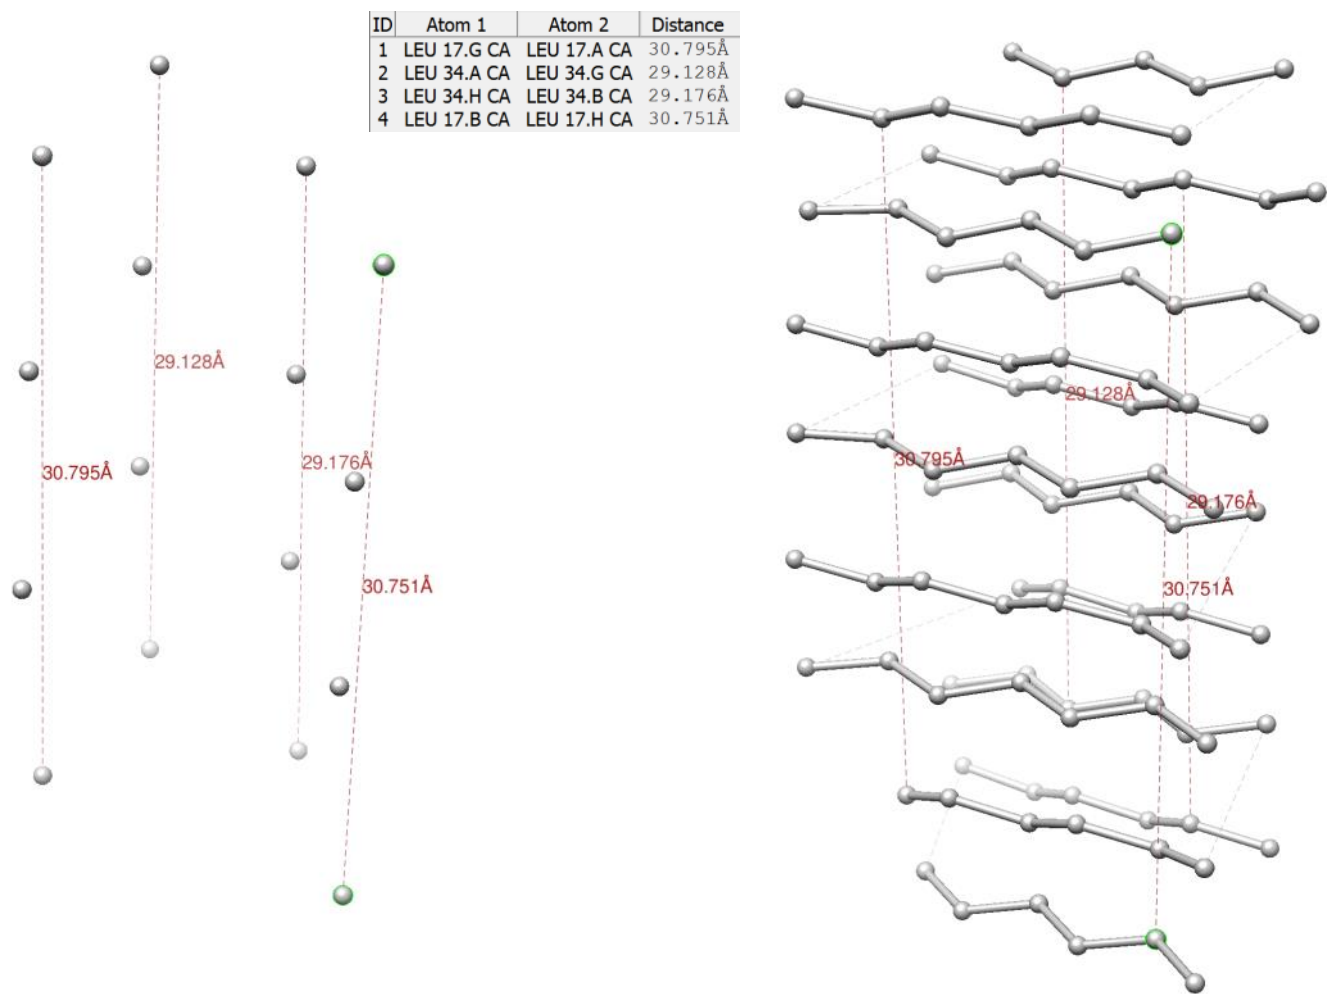 ID Atom 1 Atom 2 Distance
1 LEU 17.G CA LEU 17.A CA 30.795Å
2 LEU 34.A CA LEU 34.G CA 29.128Å
3 LEU 34.H CA LEU 34.B CA 29.176Å
4 LEU 17.B CA LEU 17.H CA 30.751Å
29.128Å
30.795Å
29.176Å
30.751Å
29.128Å
30.795Å
29.176Å
30.751Å